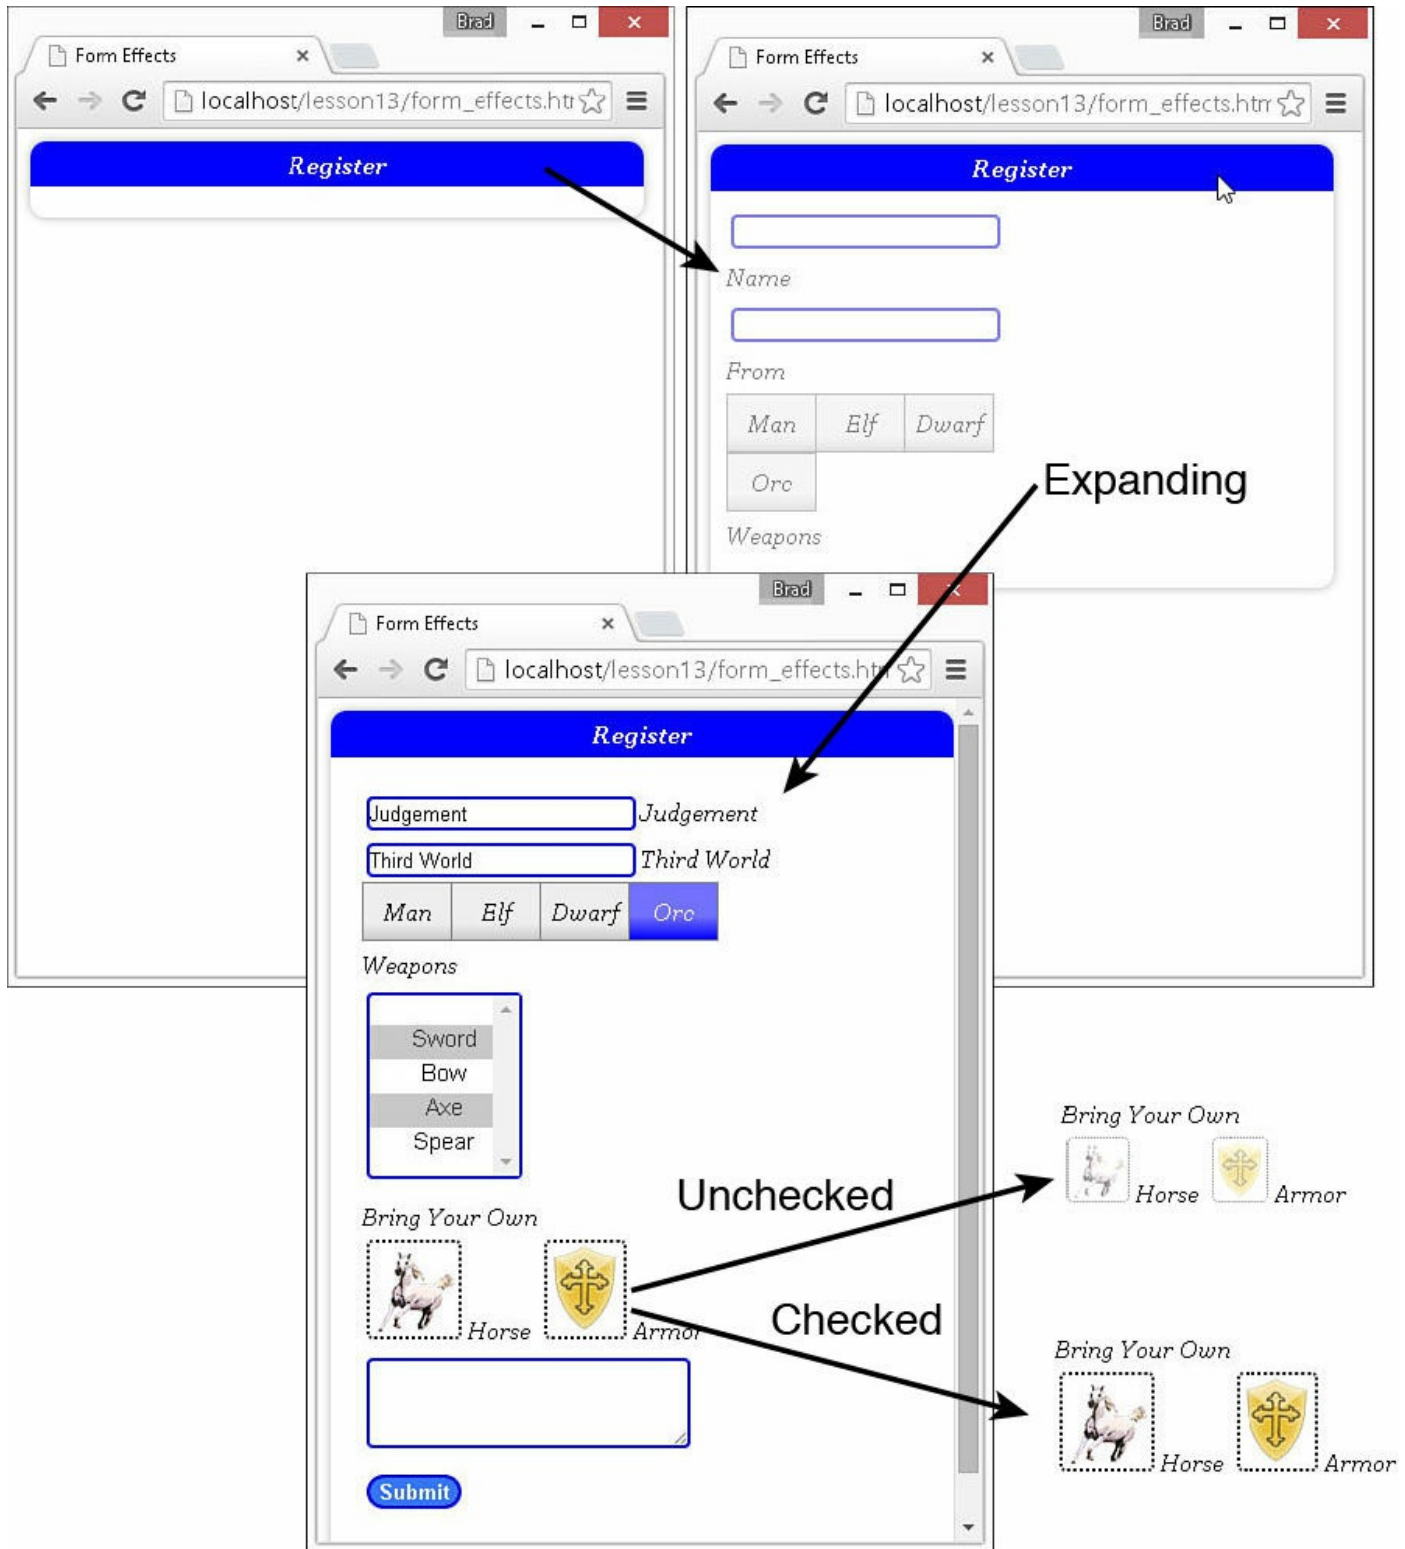 Brad
Form Effects
localhost/lesson13/form_effects.htr
Register
Brad
Form Effects
localhost/lesson13/form_effects.htm
Register
Name
From
Man Elf Dwarf
Orc
Weapons
Expanding
Brad
Form Effects
localhost/lesson13/form_effects.htm
Register
Judgement Judgement
Third World Third World
Man Elf Dwarf Orc
Weapons
Sword
Bow
Axe
Spear
Bring Your Own
Horse Armor
Submit
Unchecked
Checked
Bring Your Own
Horse Armor
Bring Your Own
Horse Armor